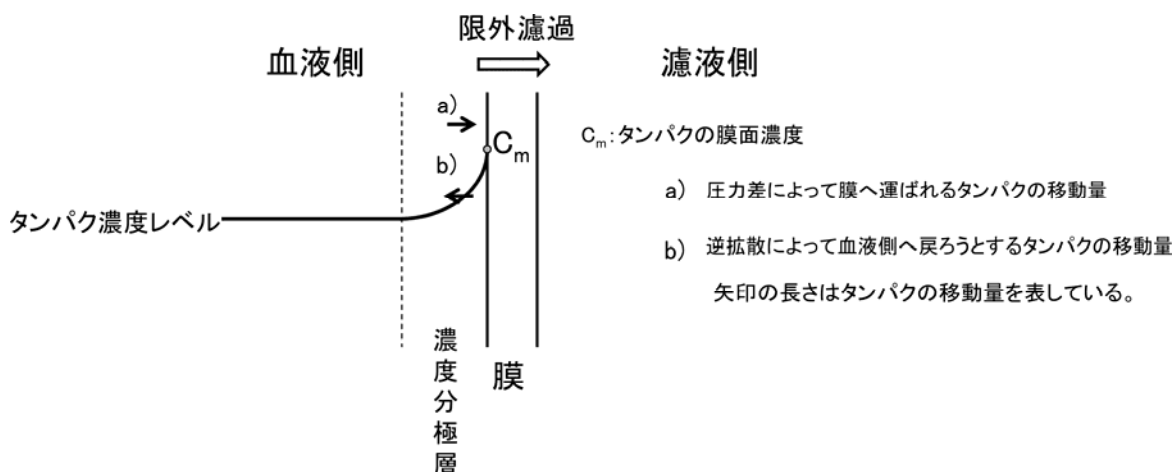 限外濾過
血液側
濾液側
a)
Cm
b)
Cm:タンパクの膜面濃度
a) 圧力差によって膜へ運ばれるタンパクの移動量
b) 逆拡散によって血液側へ戻ろうとするタンパクの移動量
矢印の長さはタンパクの移動量を表している。
タンパク濃度レベル
濃度分極層
膜